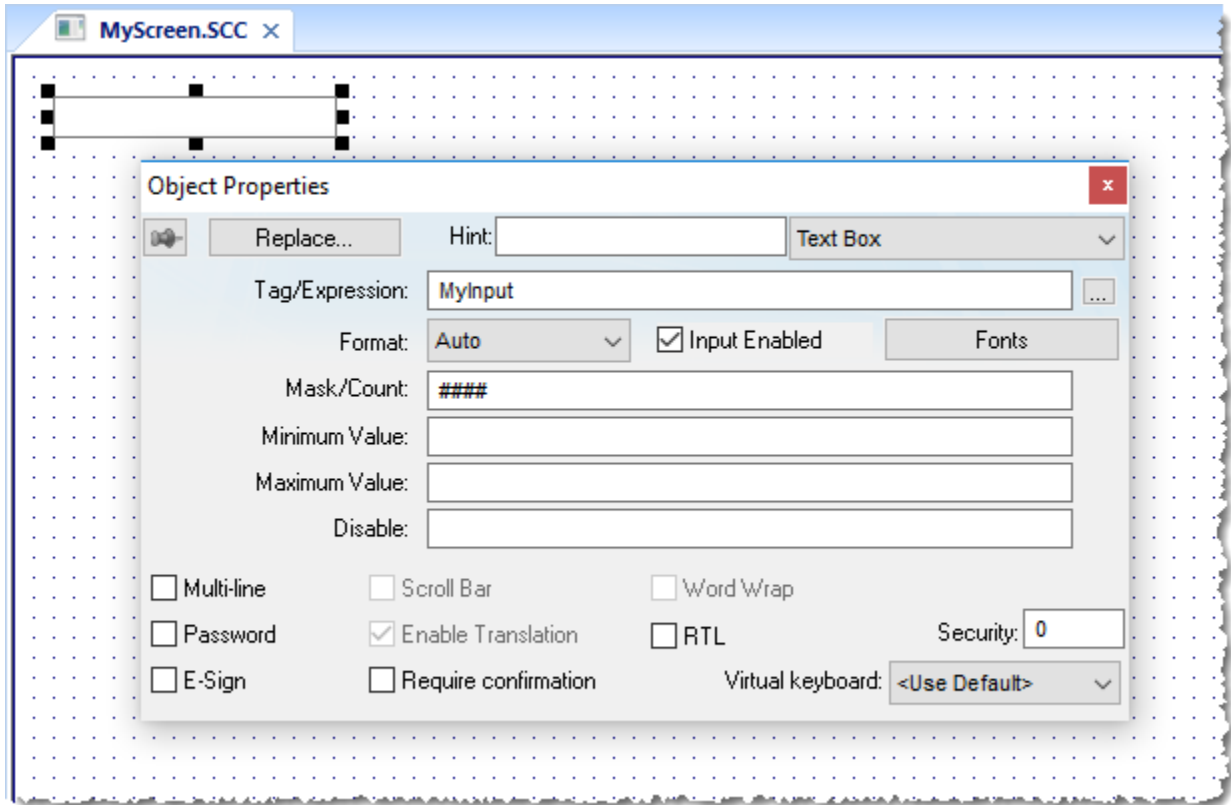 MyScreen.SCC ×
Object Properties x
Replace... Hint: Text Box
Tag/Expression: MyInput ...
Format: Auto Input Enabled Fonts
Mask/Count: ####
Minimum Value:
Maximum Value:
Disable:
Multi-line Scroll Bar Word Wrap
Password Enable Translation RTL Security: 0
E-Sign Require confirmation Virtual keyboard: <Use Default>